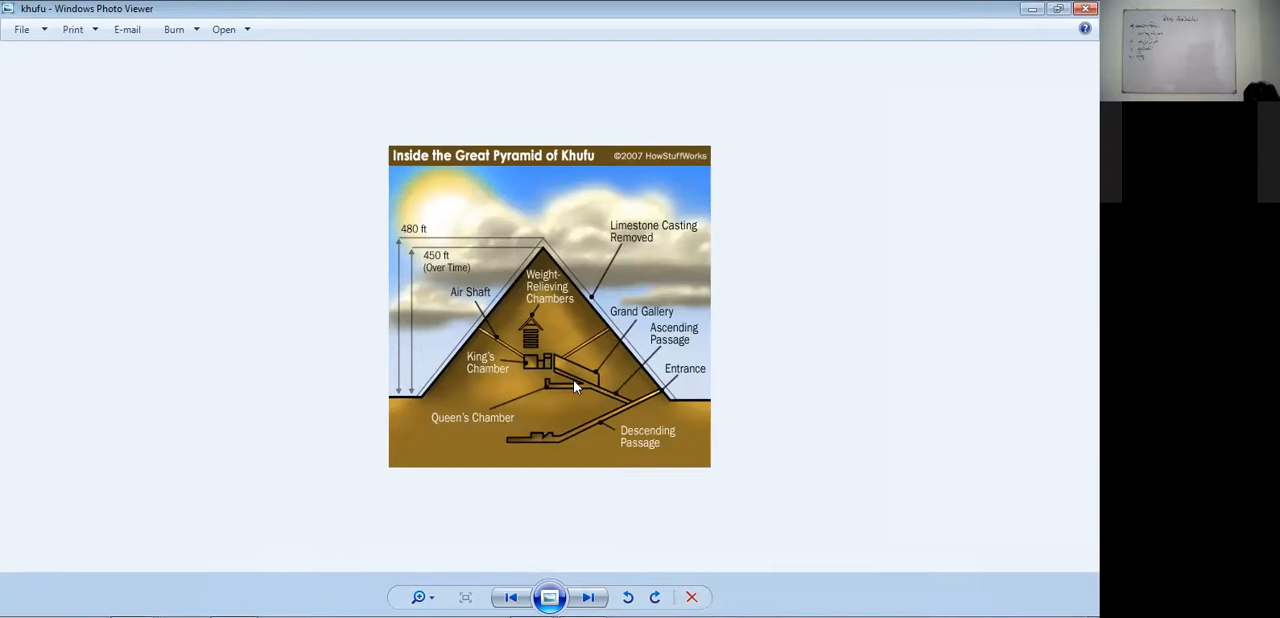 khufu - Windows Photo Viewer
File Print E-mail Burn Open
Inside the Great Pyramid of Khufu ©2007 HowStuffWorks
480 ft
450 ft
(Over Time)
Limestone Casting
Removed
Weight-
Relieving
Chambers
Air Shaft
Grand Gallery
Ascending
Passage
King's
Chamber
Entrance
Queen's Chamber
Descending
Passage